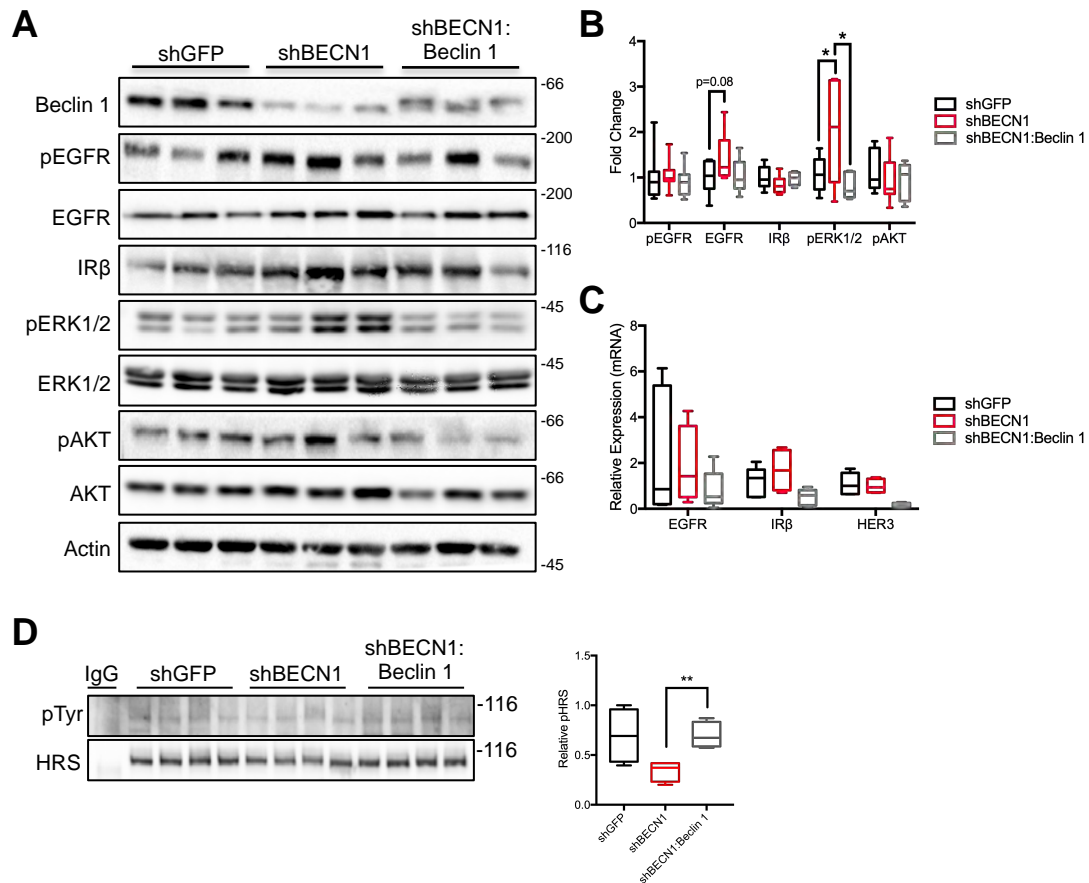 A
shGFP
shBECN1
shBECN1:
Beclin 1
Beclin 1
-66
pEGFR
-200
EGFR
-200
IRβ
-116
pERK1/2
-45
ERK1/2
-45
pAKT
-66
AKT
-66
Actin
-45
B
Fold Change
4
3
2
1
0
p=0.08
*
*
pEGFR
EGFR
IRβ
pERK1/2
pAKT
shGFP
shBECN1
shBECN1:Beclin 1
C
Relative Expression (mRNA)
8
6
4
2
0
EGFR
IRβ
HER3
shGFP
shBECN1
shBECN1:Beclin 1
D
IgG
shGFP
shBECN1
shBECN1:
Beclin 1
pTyr
-116
HRS
-116
Relative pHRS
1.5
1.0
0.5
0.0
**
shGFP
shBECN1
shBECN1:Beclin 1